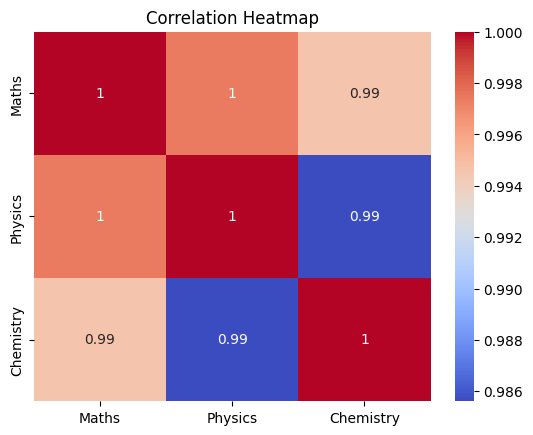 Correlation Heatmap
Maths 1 1 0.99
Physics 1 1 0.99
Chemistry 0.99 0.99 1
Maths Physics Chemistry
1.000
0.998
0.996
0.994
0.992
0.990
0.988
0.986